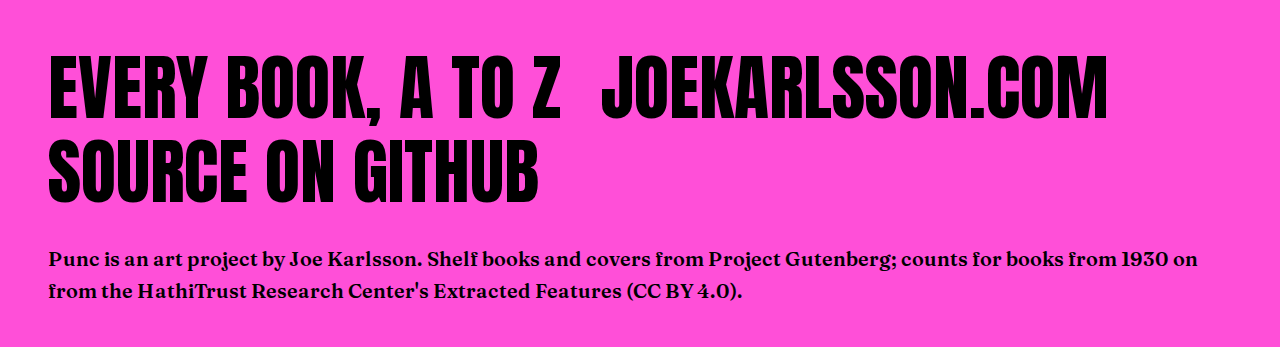 EVERY BOOK, A TO Z JOEKARLSSON.COM
SOURCE ON GITHUB
Punc is an art project by Joe Karlsson. Shelf books and covers from Project Gutenberg; counts for books from 1930 on
from the HathiTrust Research Center's Extracted Features (CC BY 4.0).